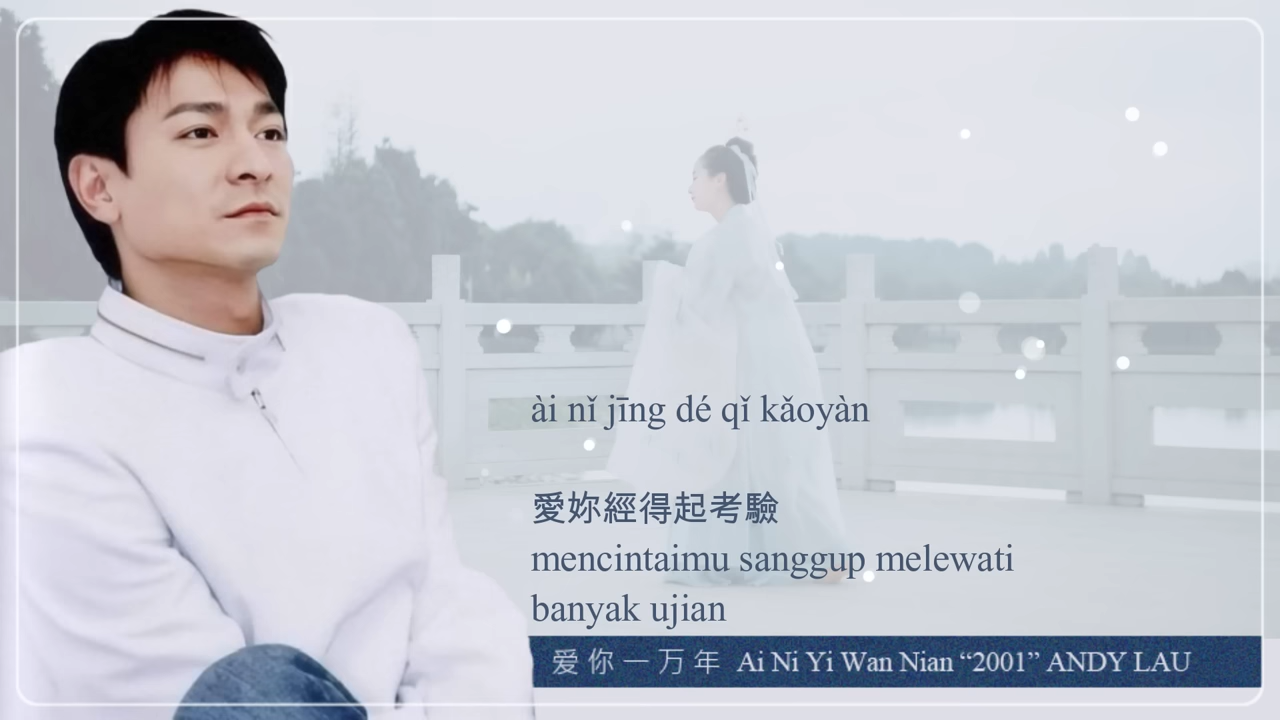 ài nǐ jīng dé qǐ kǎoyàn
愛妳經得起考驗
mencintaimu sanggup melewati
banyak ujian
爱你一万年 Ai Ni Yi Wan Nian “2001” ANDY LAU